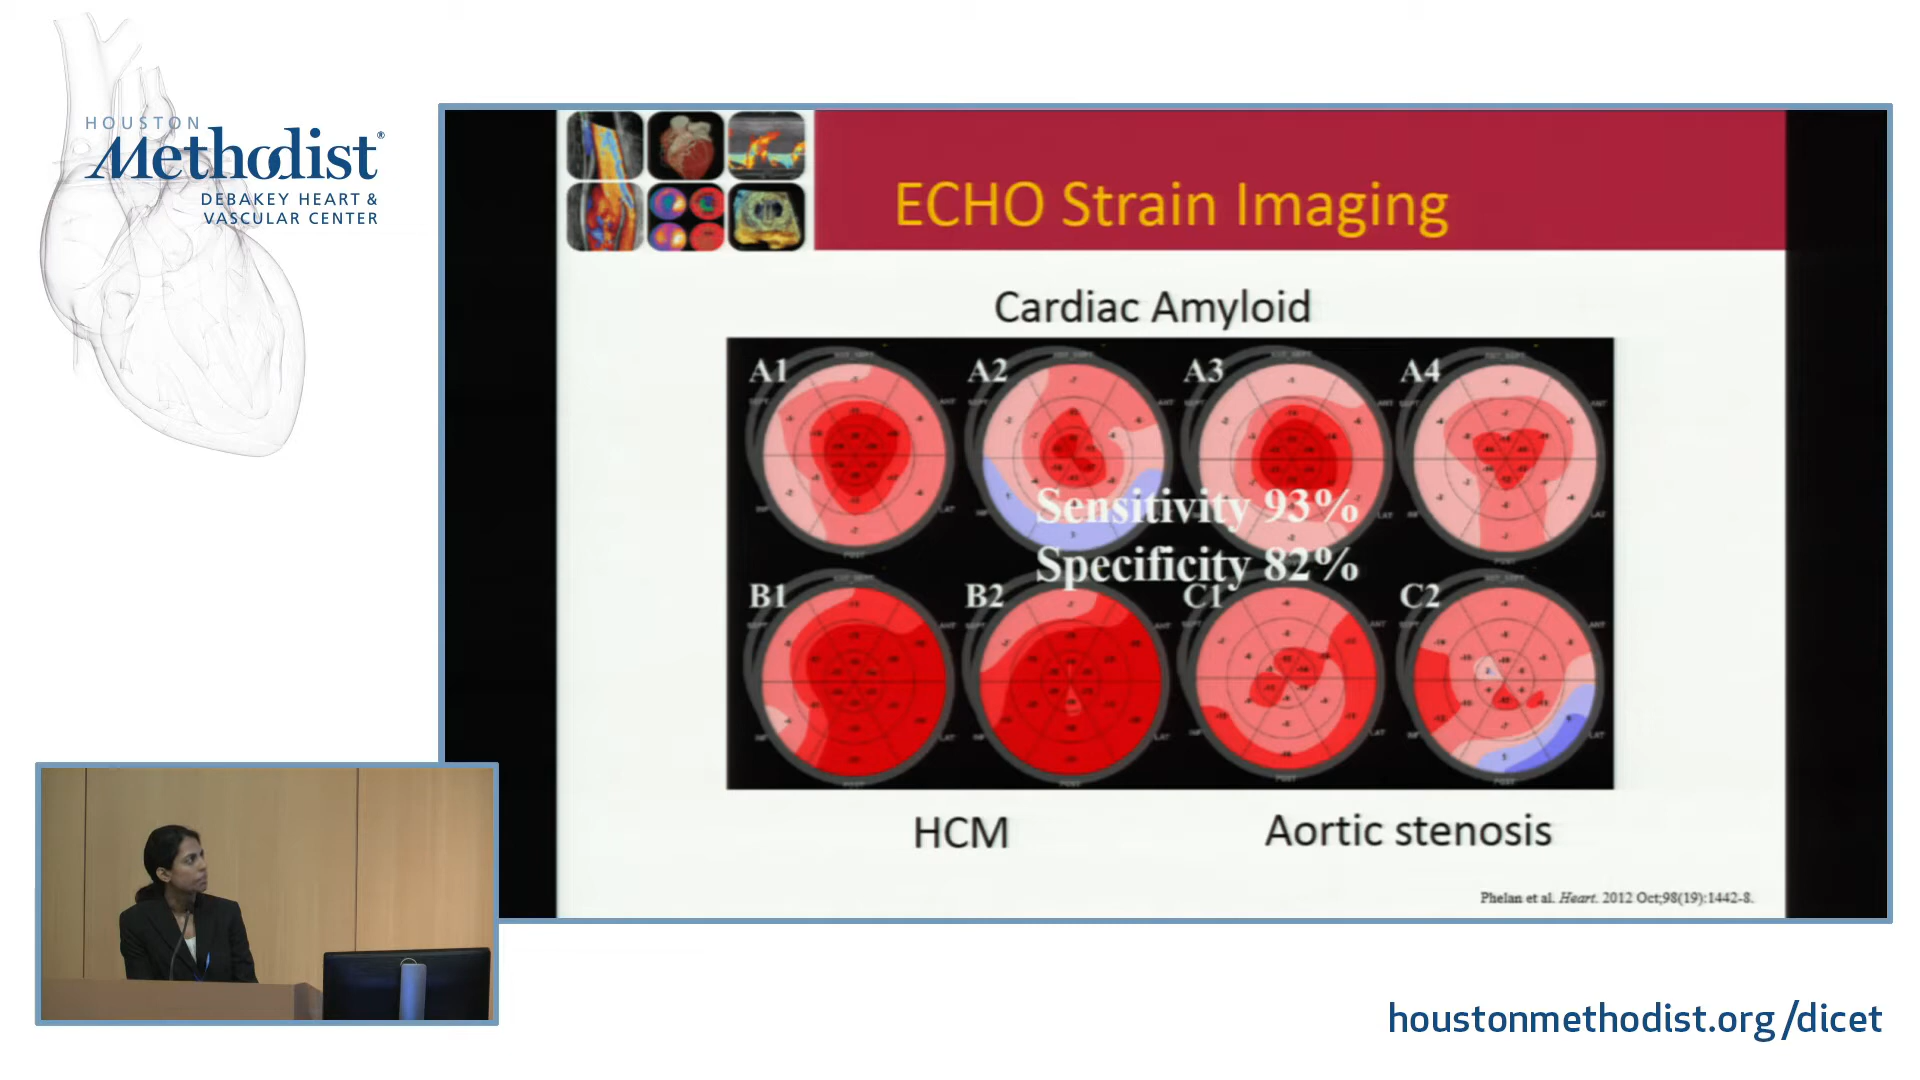 HOUSTON
Methodist®
DEBAKEY HEART &
VASCULAR CENTER
ECHO Strain Imaging
Cardiac Amyloid
A1
A2
A3
A4
Sensitivity 93%
Specificity 82%
B1
B2
C1
C2
HCM
Aortic stenosis
Phelan et al. Heart. 2012 Oct;98(19):1442-8.
houstonmethodist.org/dicet